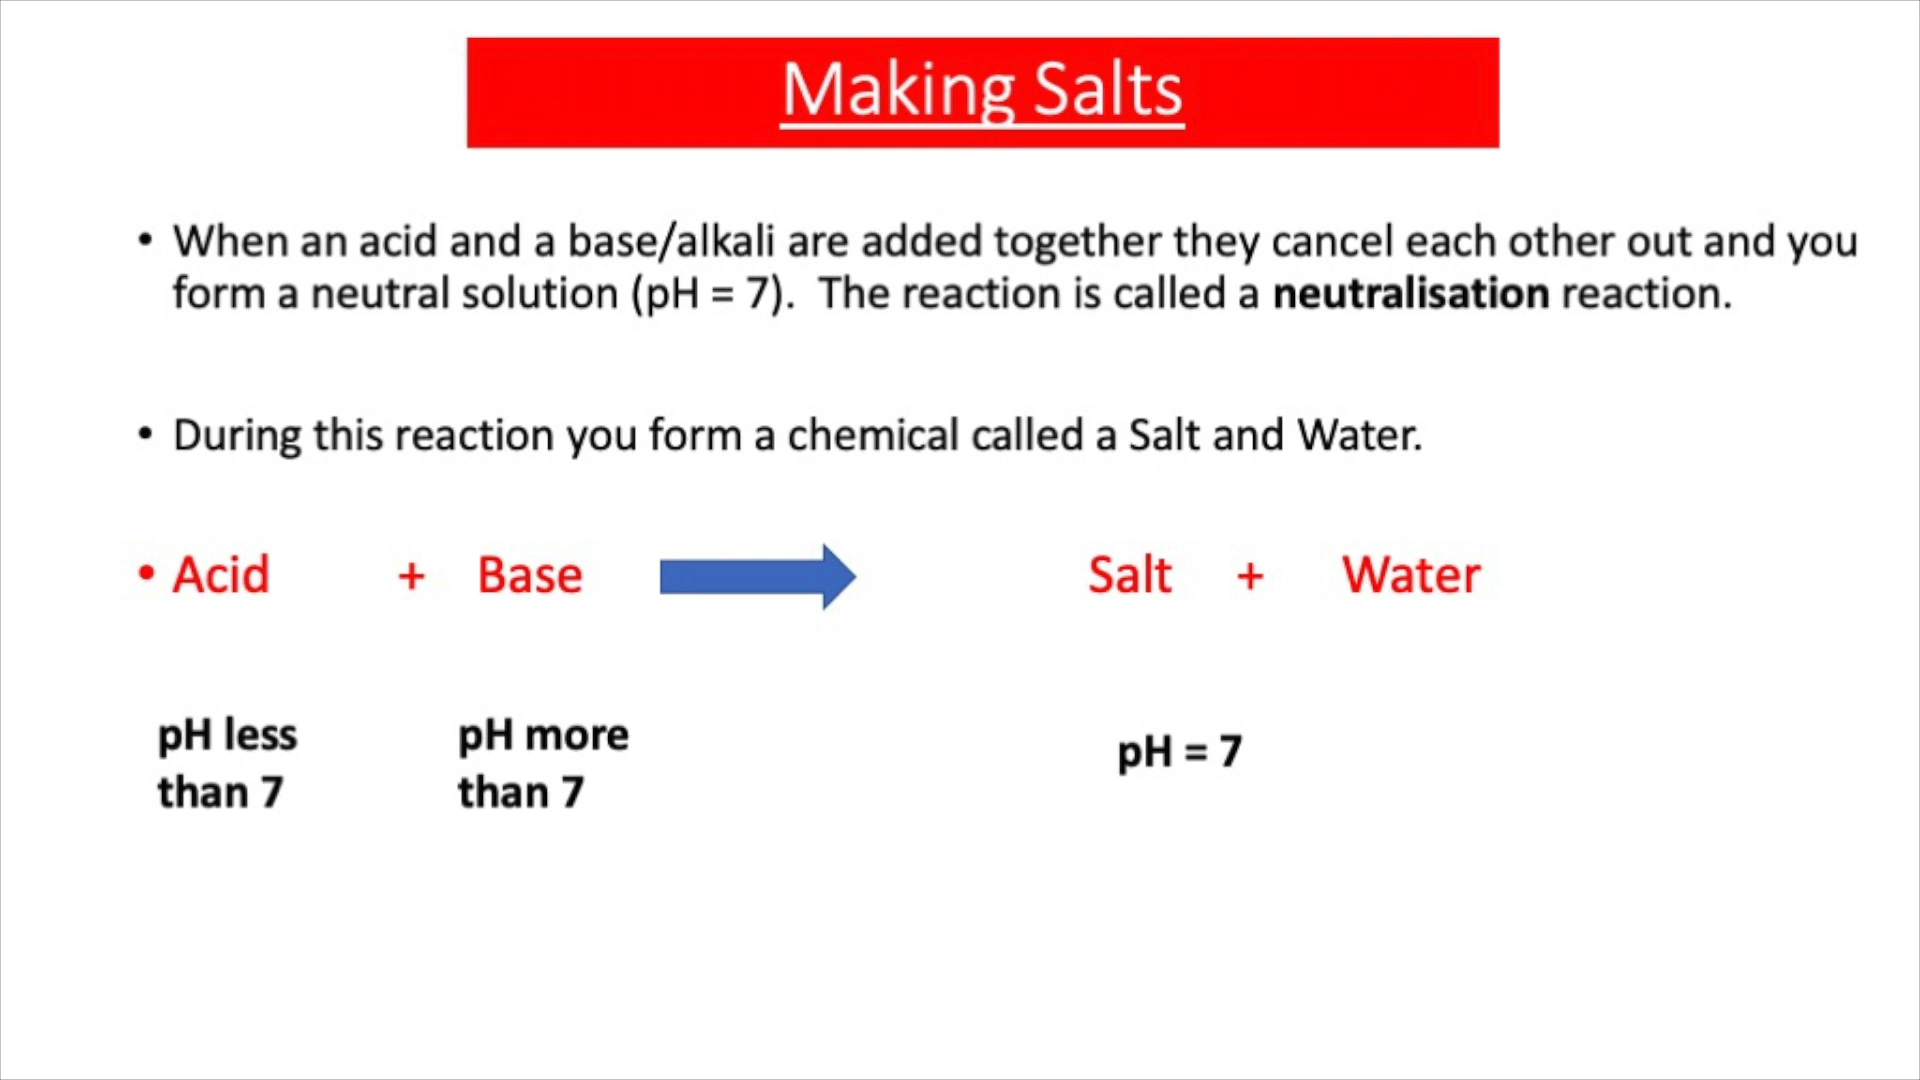 Making Salts
• When an acid and a base/alkali are added together they cancel each other out and you
form a neutral solution (pH = 7).  The reaction is called a neutralisation reaction.
• During this reaction you form a chemical called a Salt and Water.
• Acid + Base Salt + Water
pH less
than 7
pH more
than 7
pH = 7